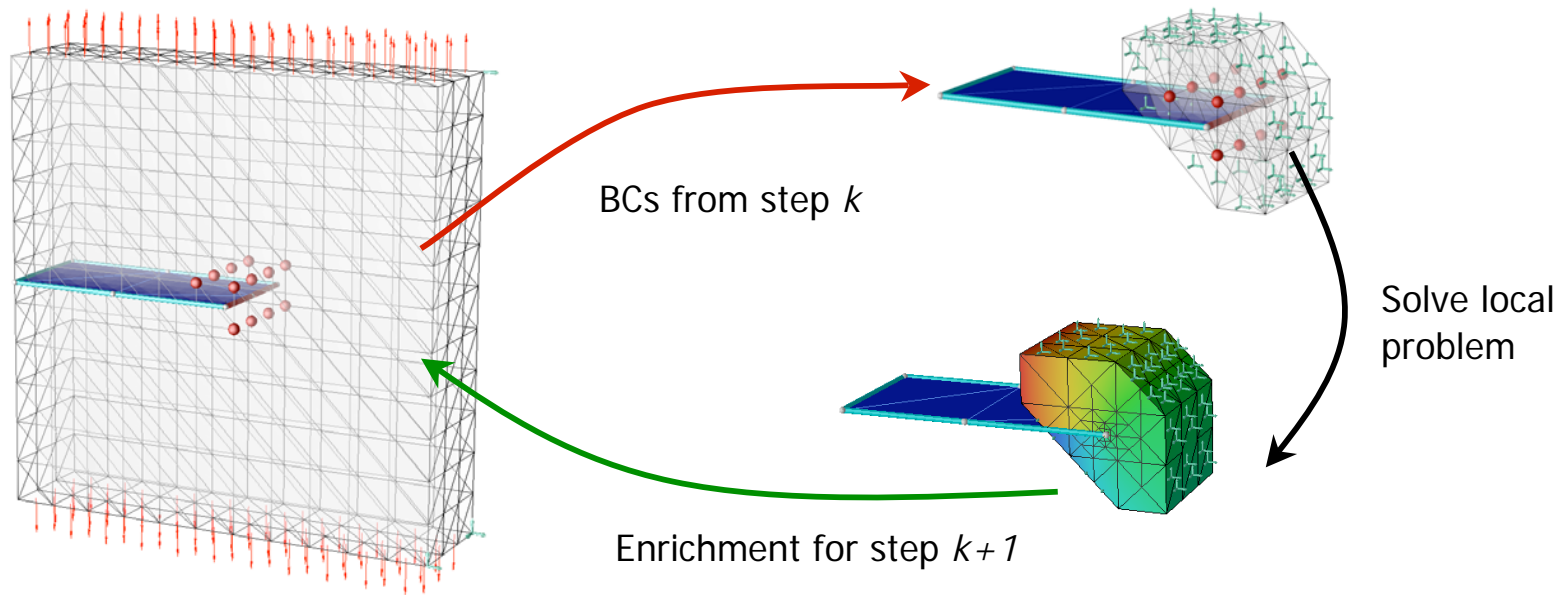 BCs from step k
Solve local
problem
Enrichment for step k+1